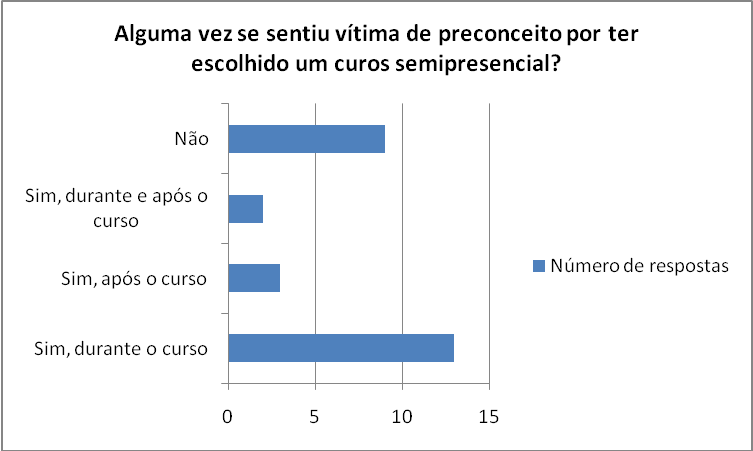 Alguma vez se sentiu vítima de preconceito por ter
escolhido um curos semipresencial?
Não
Sim, durante e após o
curso
Sim, após o curso
Sim, durante o curso
Número de respostas
0 5 10 15